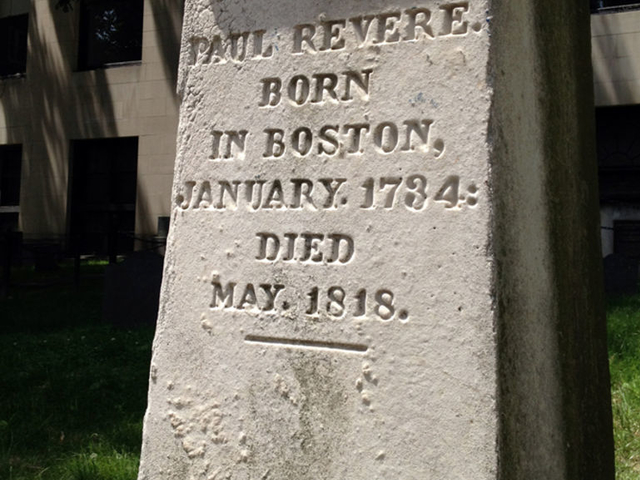 PAUL REVERE.
BORN
IN BOSTON,
JANUARY. 1734:
DIED
MAY. 1818.